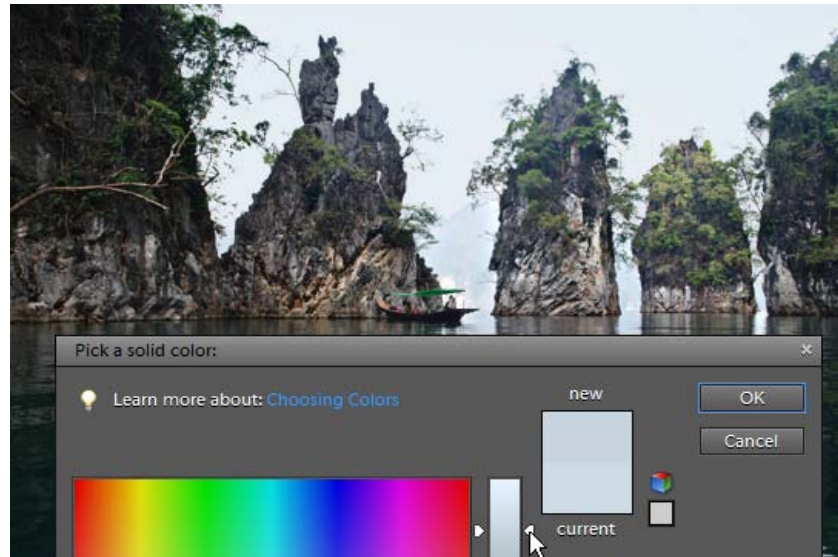 Pick a solid color:
Learn more about: Choosing Colors
new
OK
Cancel
current